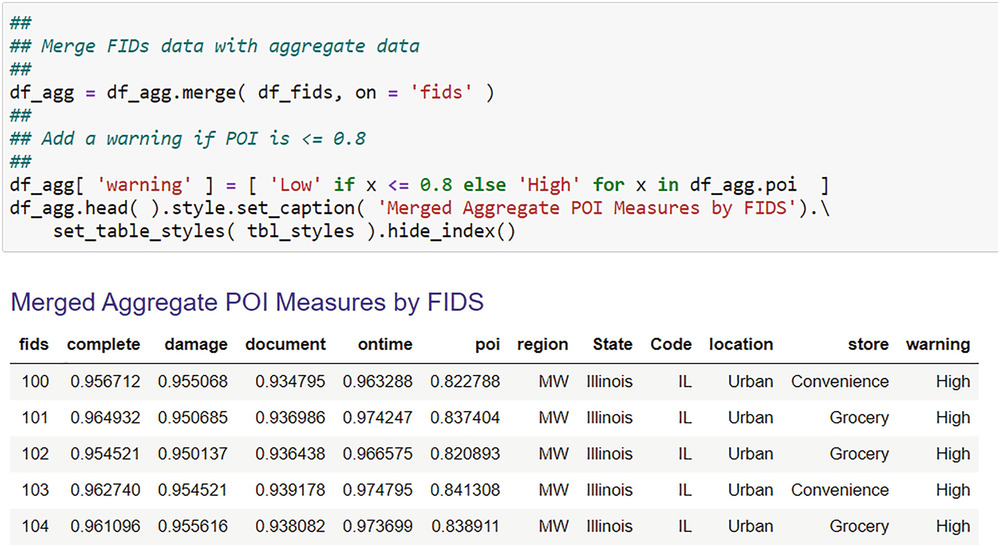 ##
## Merge FIDs data with aggregate data
##
df_agg = df_agg.merge( df_fids, on = 'fids' )
##
## Add a warning if POI is <= 0.8
##
df_agg[ 'warning' ] = [ 'Low' if x <= 0.8 else 'High' for x in df_agg.poi  ]
df_agg.head( ).style.set_caption( 'Merged Aggregate POI Measures by FIDS').\
    set_table_styles( tbl_styles ).hide_index()
Merged Aggregate POI Measures by FIDS
fids complete damage document ontime poi region State Code location store warning
100 0.956712 0.955068 0.934795 0.963288 0.822788 MW Illinois IL Urban Convenience High
101 0.964932 0.950685 0.936986 0.974247 0.837404 MW Illinois IL Urban Grocery High
102 0.954521 0.950137 0.936438 0.966575 0.820893 MW Illinois IL Urban Grocery High
103 0.962740 0.954521 0.939178 0.974795 0.841308 MW Illinois IL Urban Convenience High
104 0.961096 0.955616 0.938082 0.973699 0.838911 MW Illinois IL Urban Grocery High